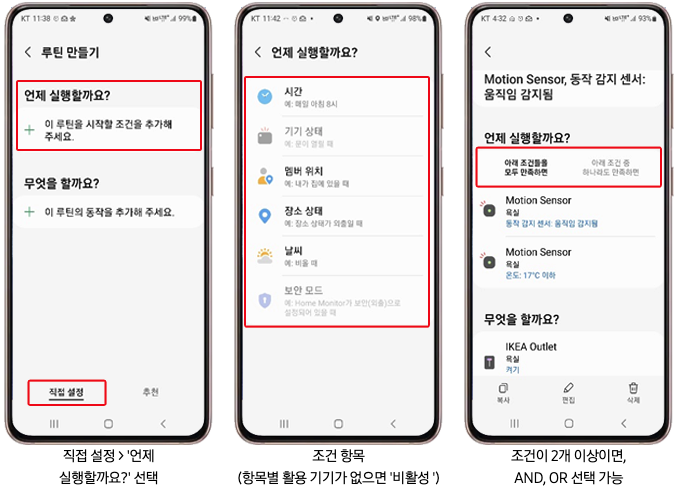 KT 11:38
99%
루틴 만들기
언제 실행할까요?
이 루틴을 시작할 조건을 추가해
주세요.
무엇을 할까요?
이 루틴의 동작을 추가해 주세요.
직접 설정
추천
직접 설정 > '언제
실행할까요?' 선택
KT 11:42
98%
언제 실행할까요?
시간
예: 매일 아침 8시
기기 상태
예: 문이 열릴 때
멤버 위치
예: 내가 집에 있을 때
장소 상태
예: 장소 상태가 외출일 때
날씨
예: 비올 때
보안 모드
예: Home Monitor가 보안(외출)으로
설정되어 있을 때
조건 항목
(항목별 활용 기기가 없으면 '비활성 ')
KT 4:32
93%
Motion Sensor, 동작 감지 센서:
움직임 감지됨
언제 실행할까요?
아래 조건들을
모두 만족하면
아래 조건 중
하나라도 만족하면
Motion Sensor
욕실
동작 감지 센서: 움직임 감지됨
Motion Sensor
욕실
온도: 17°C 이하
무엇을 할까요?
IKEA Outlet
욕실
켜기
복사
편집
삭제
조건이 2개 이상이면,
AND, OR 선택 가능